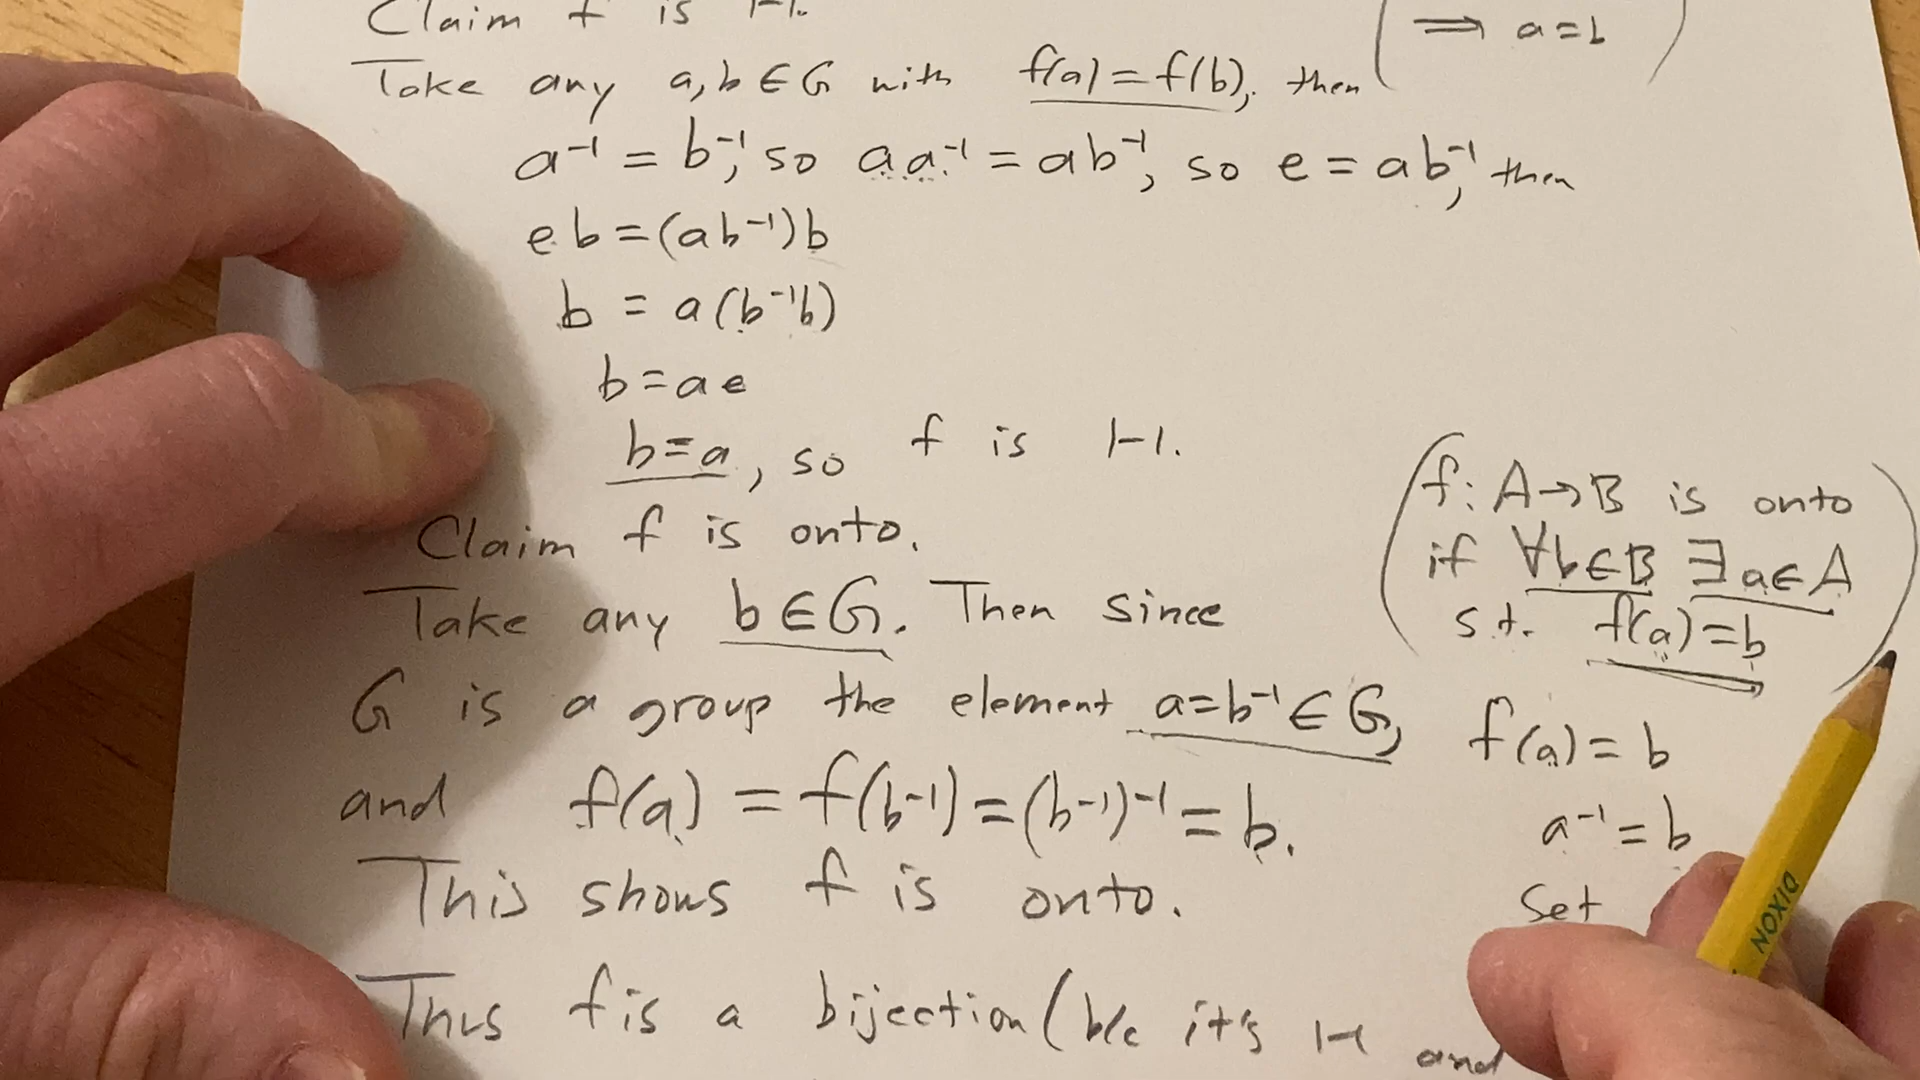 Claim f is 1-1.
⟹ a=b
Take any a,b∈G with f(a)=f(b), then
a⁻¹ = b⁻¹, so aa⁻¹ = ab⁻¹, so e = ab⁻¹, then
eb=(ab⁻¹)b
b = a(b⁻¹b)
b=ae
b=a, so f is 1-1.
Claim f is onto.
Take any b∈G. Then since
G is a group the element a=b⁻¹∈G,
and f(a) = f(b⁻¹) = (b⁻¹)⁻¹ = b.
This shows f is onto.
Thus f is a bijection (b/c it's 1-1 and
(f: A→B is onto
if ∀b∈B ∃a∈A
s.t. f(a)=b)
f(a)=b
a⁻¹=b
Set
DIXON